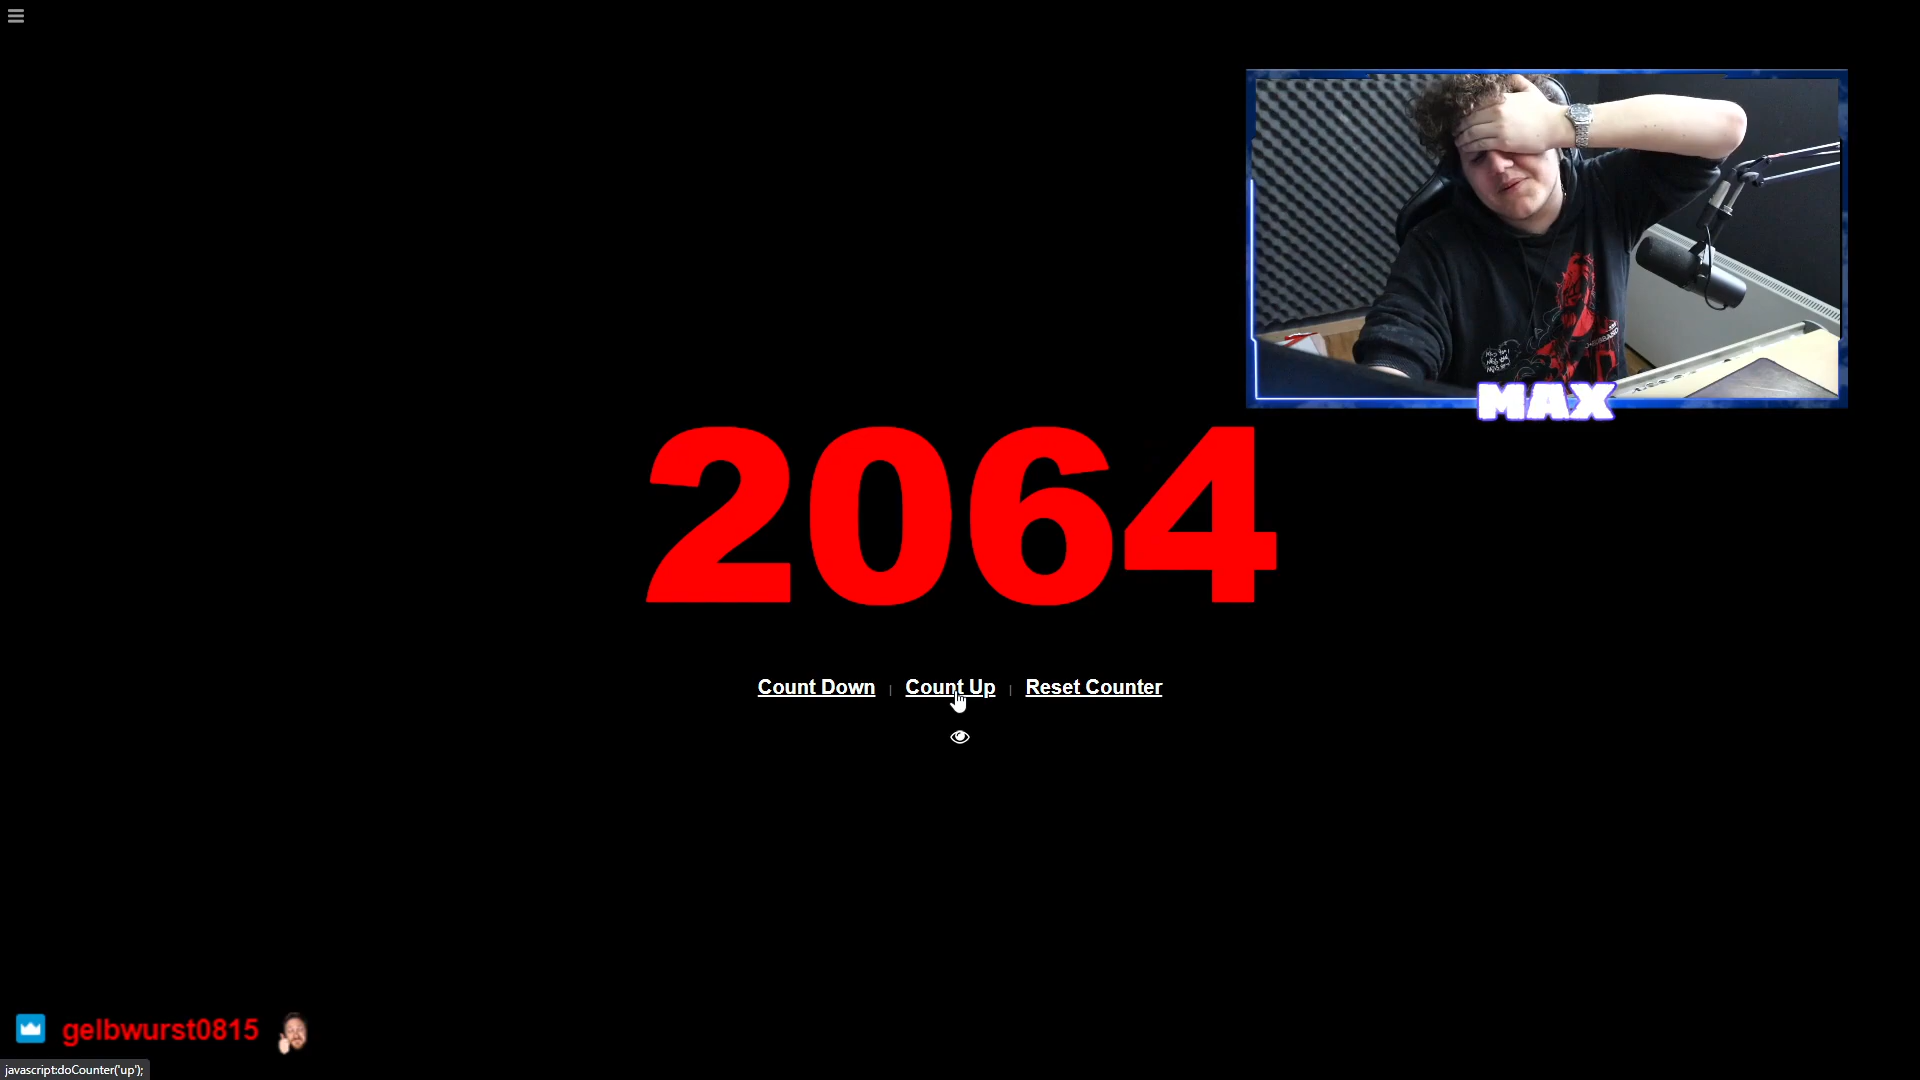 MAX
2064
Count Down | Count Up | Reset Counter
gelbwurst0815
javascript:doCounter('up');